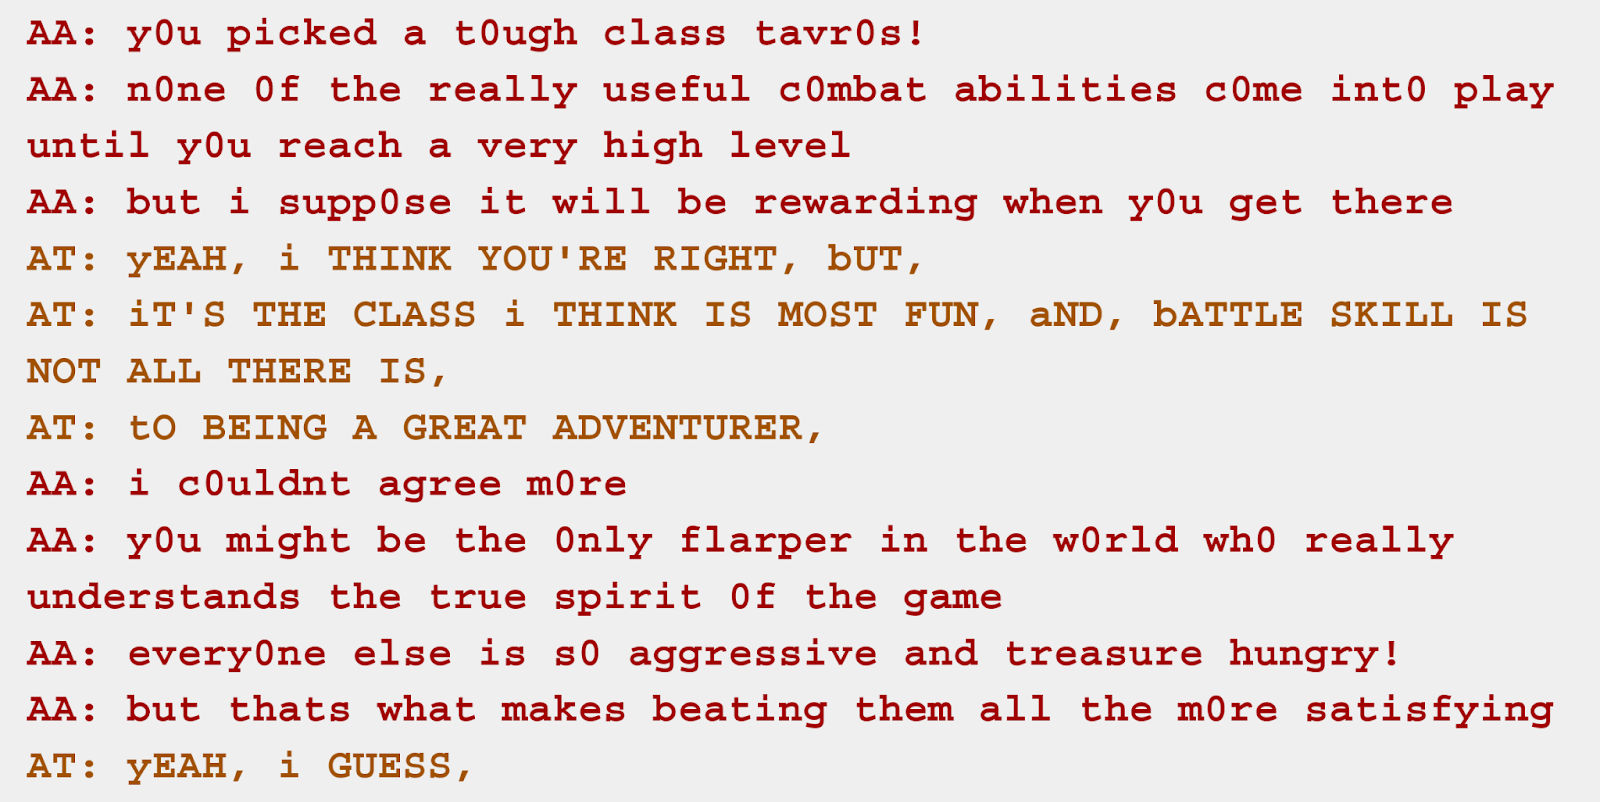 AA: y0u picked a t0ugh class tavr0s!
AA: n0ne 0f the really useful c0mbat abilities c0me int0 play
until y0u reach a very high level
AA: but i supp0se it will be rewarding when y0u get there
AT: yEAH, i THINK YOU'RE RIGHT, bUT,
AT: iT'S THE CLASS i THINK IS MOST FUN, aND, bATTLE SKILL IS
NOT ALL THERE IS,
AT: tO BEING A GREAT ADVENTURER,
AA: i c0uldnt agree m0re
AA: y0u might be the 0nly flarper in the w0rld wh0 really
understands the true spirit 0f the game
AA: every0ne else is s0 aggressive and treasure hungry!
AA: but thats what makes beating them all the m0re satisfying
AT: yEAH, i GUESS,